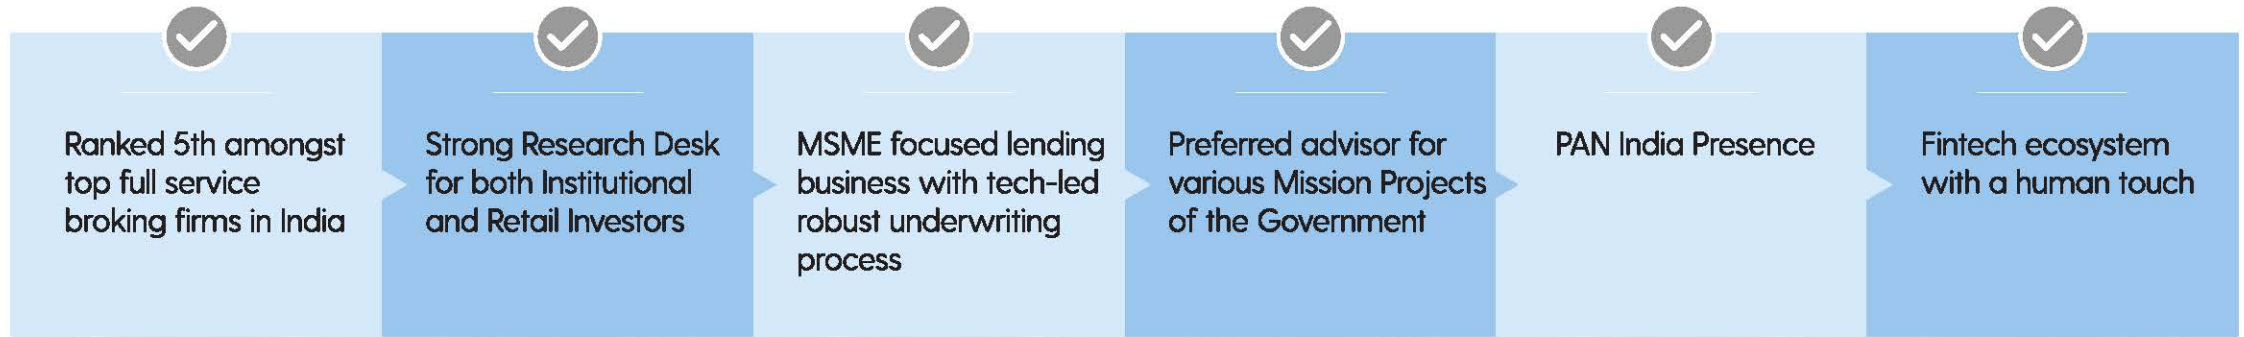 Ranked 5th amongst
top full service
broking firms in India
Strong Research Desk
for both Institutional
and Retail Investors
MSME focused lending
business with tech-led
robust underwriting
process
Preferred advisor for
various Mission Projects
of the Government
PAN India Presence
Fintech ecosystem
with a human touch